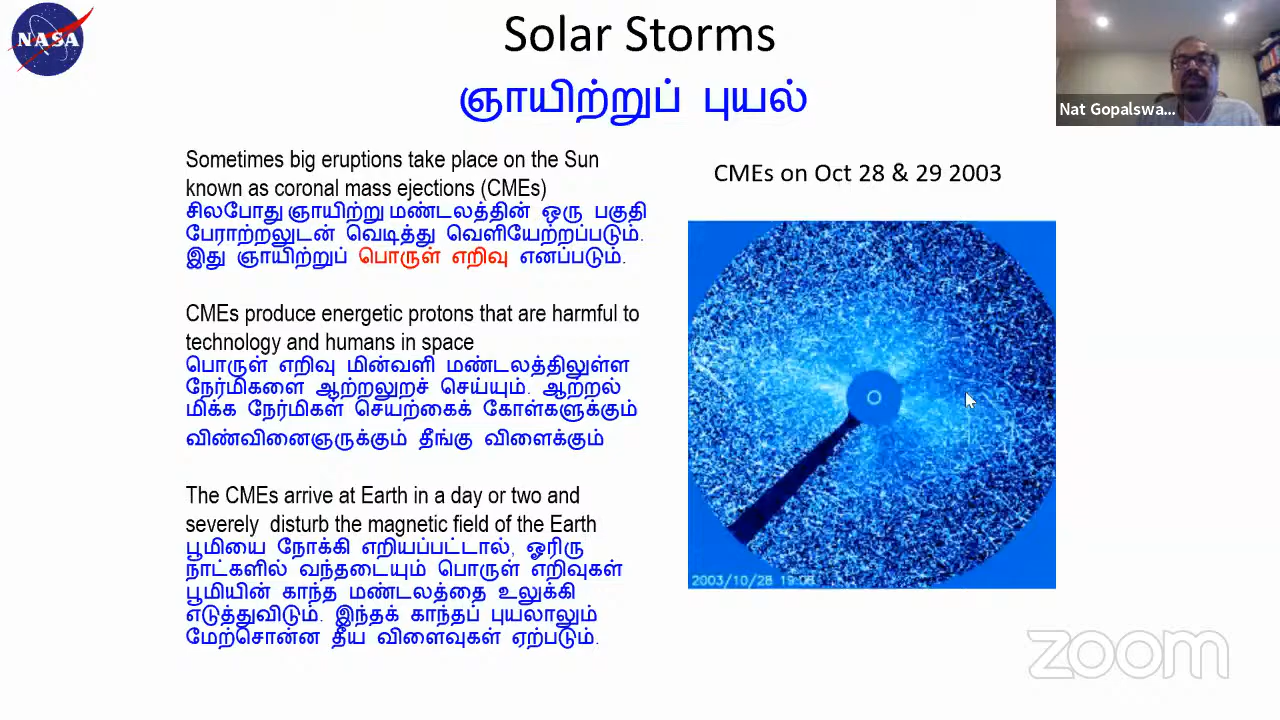 NASA
Solar Storms
ஞாயிற்றுப் புயல்
Nat Gopalswa...
Sometimes big eruptions take place on the Sun
known as coronal mass ejections (CMEs)
சிலபோது ஞாயிற்று மண்டலத்தின் ஒரு பகுதி
பேராற்றலுடன் வெடித்து வெளியேற்றப்படும்.
இது ஞாயிற்றுப் பொருள் எறிவு எனப்படும்.
CMEs produce energetic protons that are harmful to
technology and humans in space
பொருள் எறிவு மின்வளி மண்டலத்திலுள்ள
நேர்மிகளை ஆற்றலுறச் செய்யும். ஆற்றல்
மிக்க நேர்மிகள் செயற்கைக் கோள்களுக்கும்
விண்வினைஞருக்கும் தீங்கு விளைக்கும்
The CMEs arrive at Earth in a day or two and
severely disturb the magnetic field of the Earth
பூமியை நோக்கி எறியப்பட்டால், ஓரிரு
நாட்களில் வந்தடையும் பொருள் எறிவுகள்
பூமியின் காந்த மண்டலத்தை உலுக்கி
எடுத்துவிடும். இந்தக் காந்தப் புயலாலும்
மேற்சொன்ன தீய விளைவுகள் ஏற்படும்.
CMEs on Oct 28 & 29 2003
2003/10/28 19:08
zoom